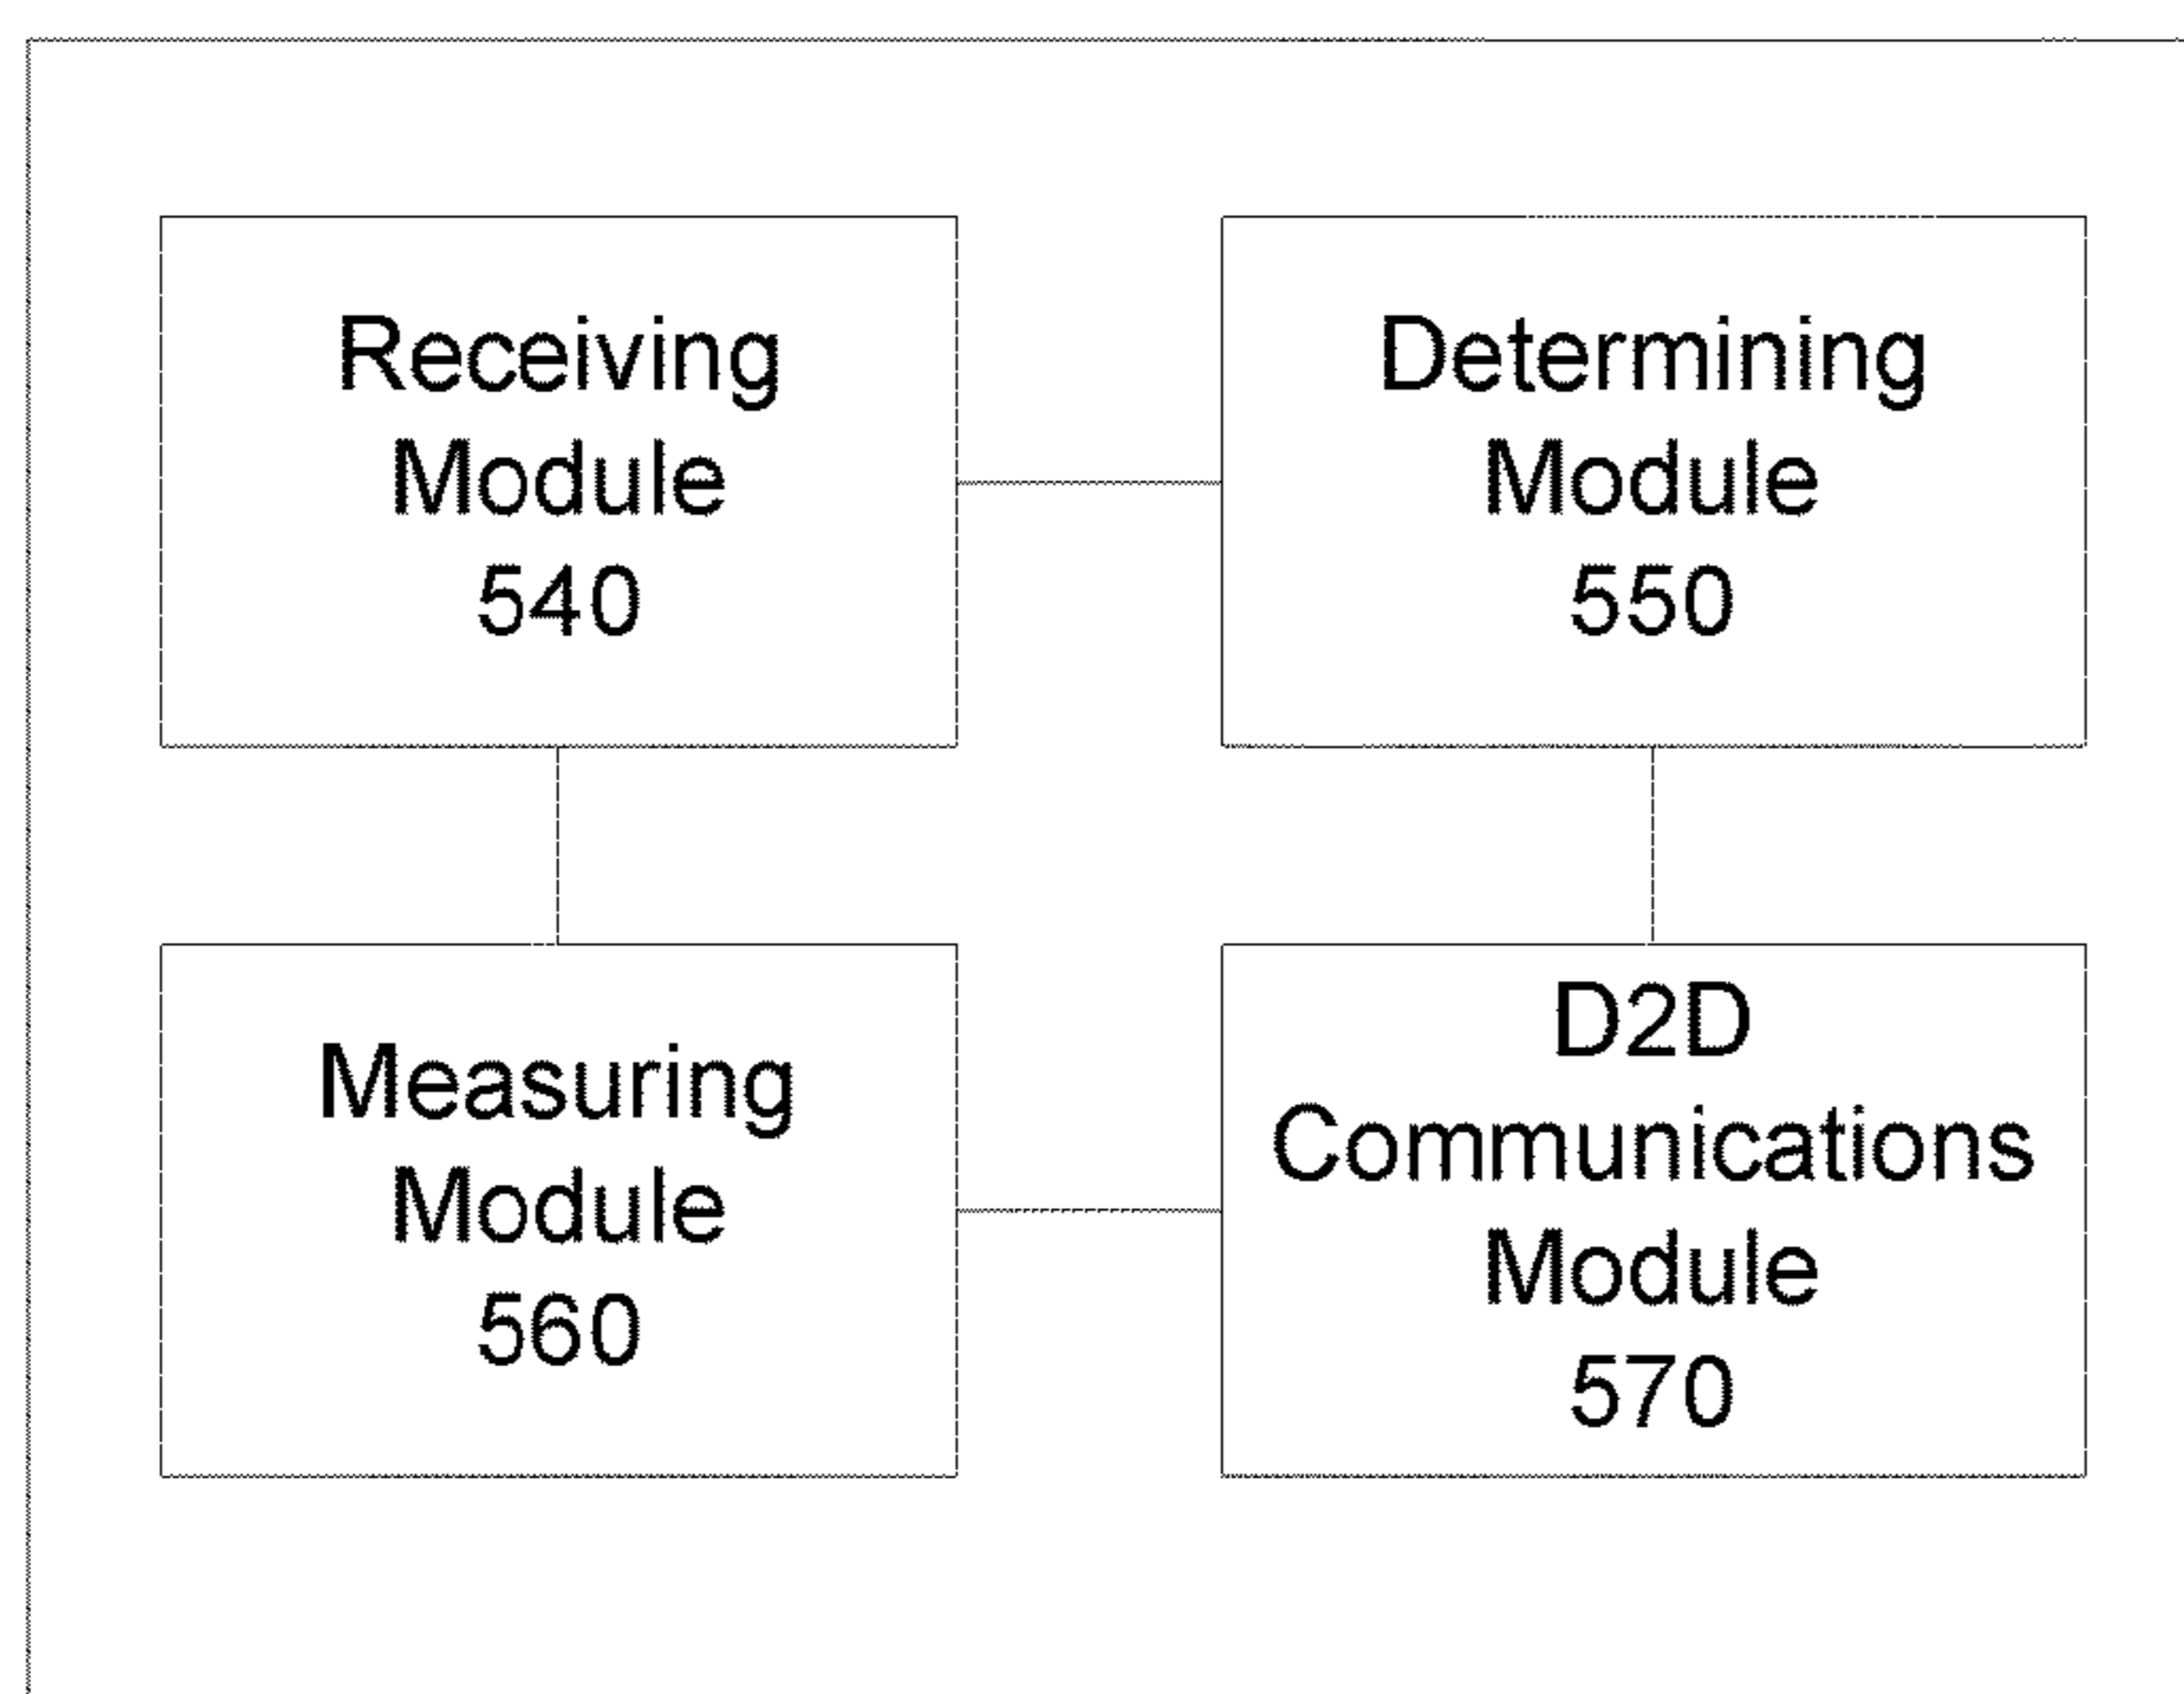 Receiving
Module
540
Determining
Module
550
Measuring
Module
560
D2D
Communications
Module
570